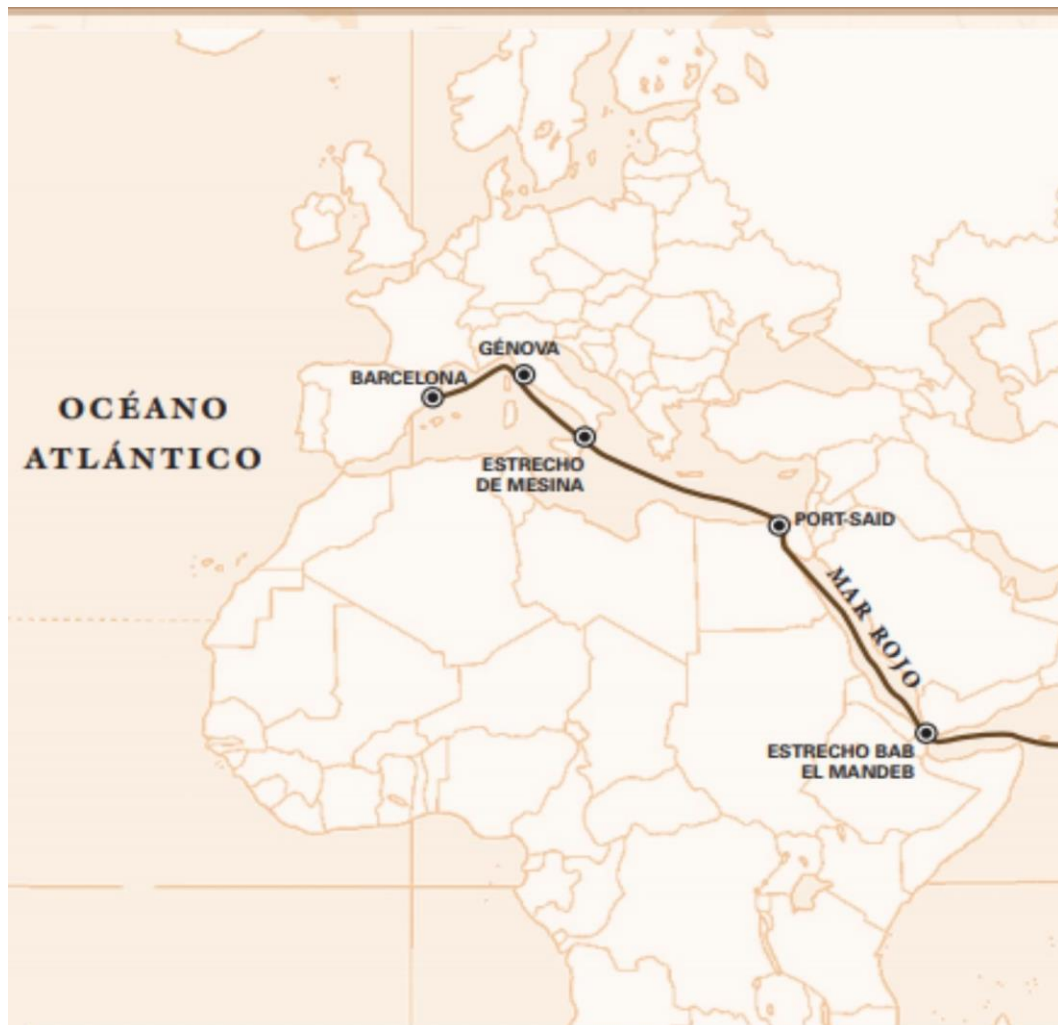 GÉNOVA
BARCELONA
OCÉANO
ATLÁNTICO
ESTRECHO
DE MESINA
PORT-SAID
MAR ROJO
ESTRECHO BAB
EL MANDEB